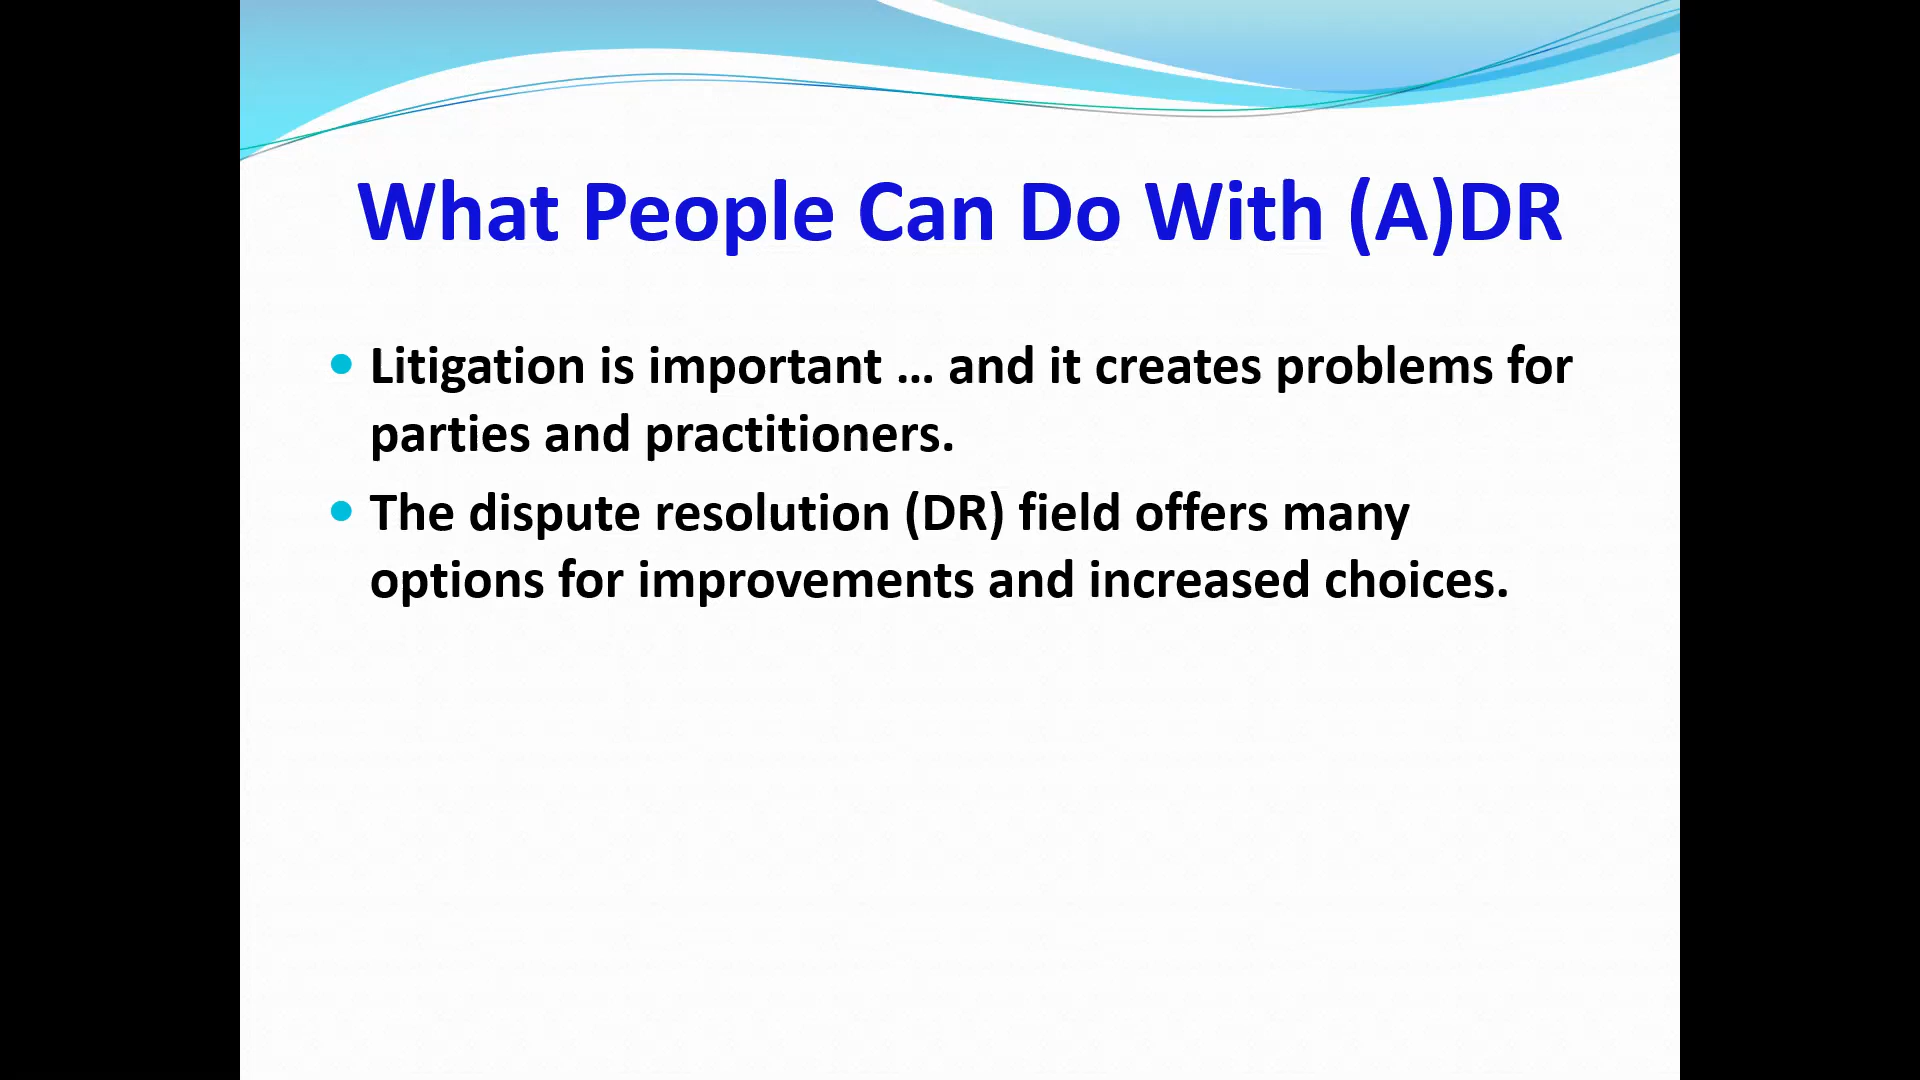 What People Can Do With (A)DR
Litigation is important ... and it creates problems for
parties and practitioners.
The dispute resolution (DR) field offers many
options for improvements and increased choices.